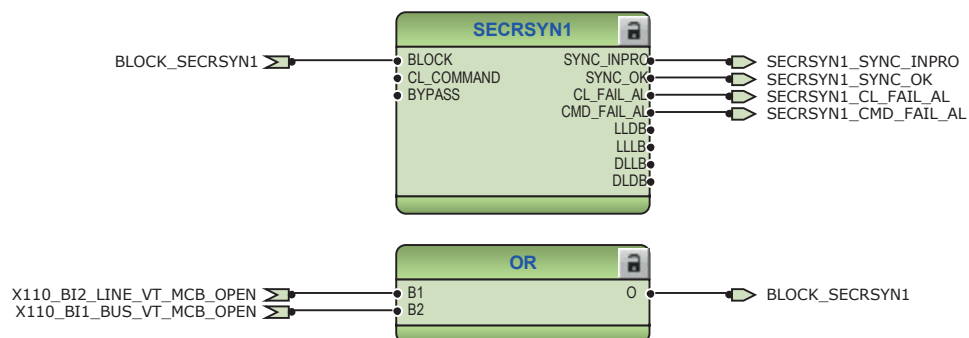 SECRSYN1
BLOCK_SECRSYN1 BLOCK SYNC_INPRO SECRSYN1_SYNC_INPRO
CL_COMMAND SYNC_OK SECRSYN1_SYNC_OK
BYPASS CL_FAIL_AL SECRSYN1_CL_FAIL_AL
CMD_FAIL_AL SECRSYN1_CMD_FAIL_AL
LLDB
LLLB
DLLB
DLDB
OR
X110_BI2_LINE_VT_MCB_OPEN B1 O BLOCK_SECRSYN1
X110_BI1_BUS_VT_MCB_OPEN B2